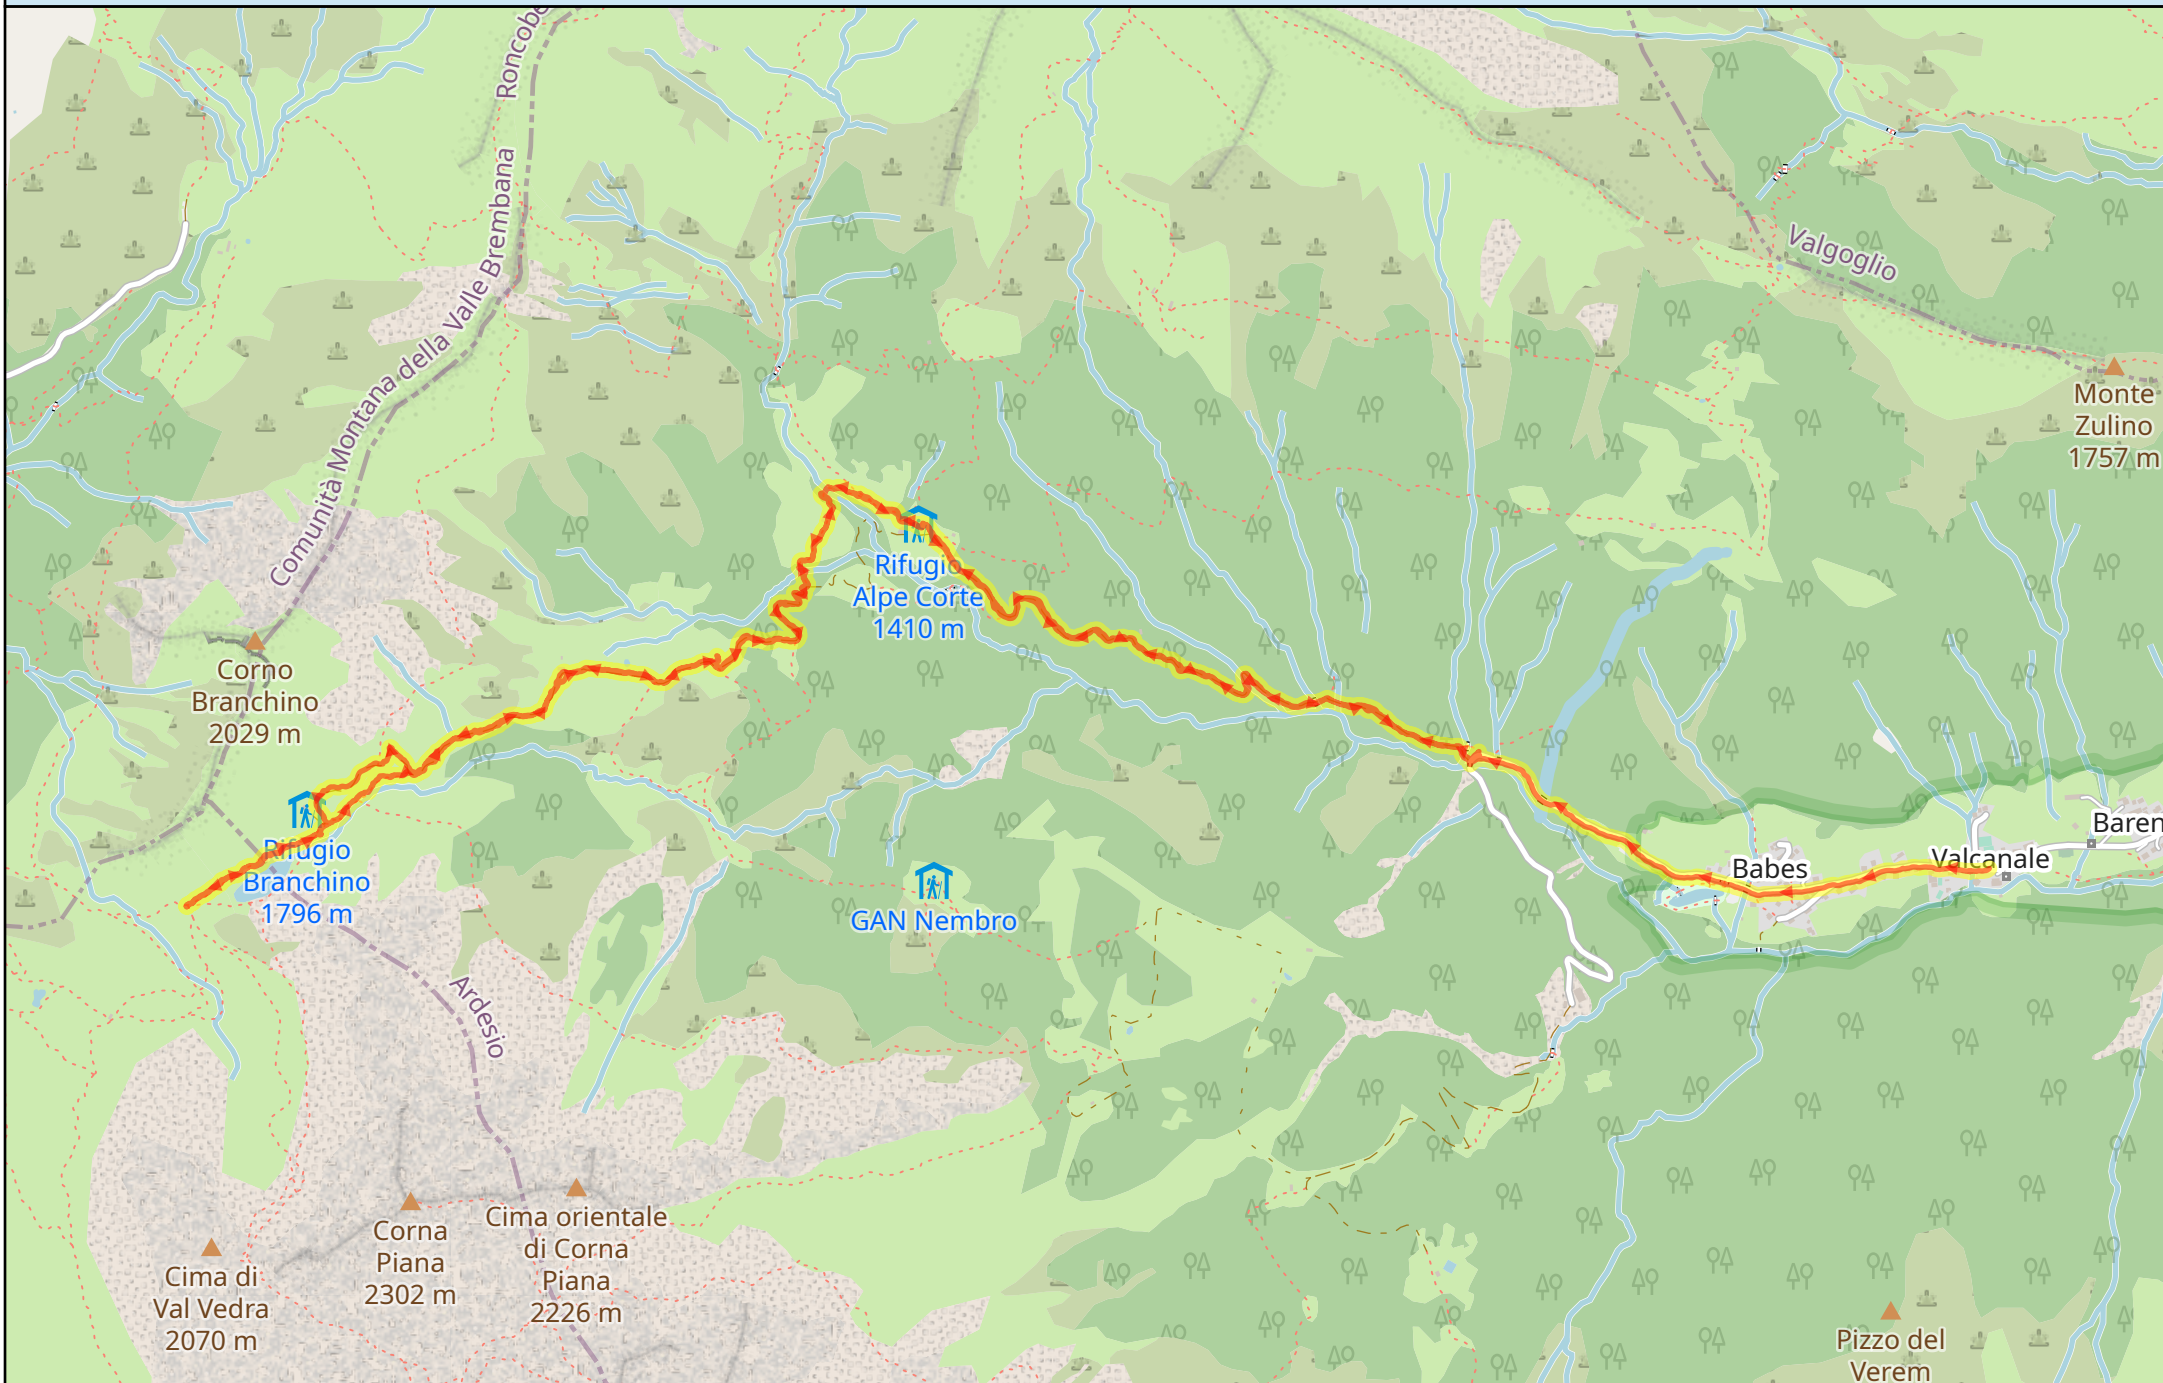 Roncobe
Comunità Montana della Valle Brembana
Valgoglio
Monte
Zulino
1757 m
Rifugio
Alpe Corte
1410 m
Corno
Branchino
2029 m
Rifugio
Branchino
1796 m
GAN Nembro
Baren
Valcanale
Babes
Ardesio
Corna
Piana
2302 m
Cima orientale
di Corna
Piana
2226 m
Cima di
Val Vedra
2070 m
Pizzo del
Verem